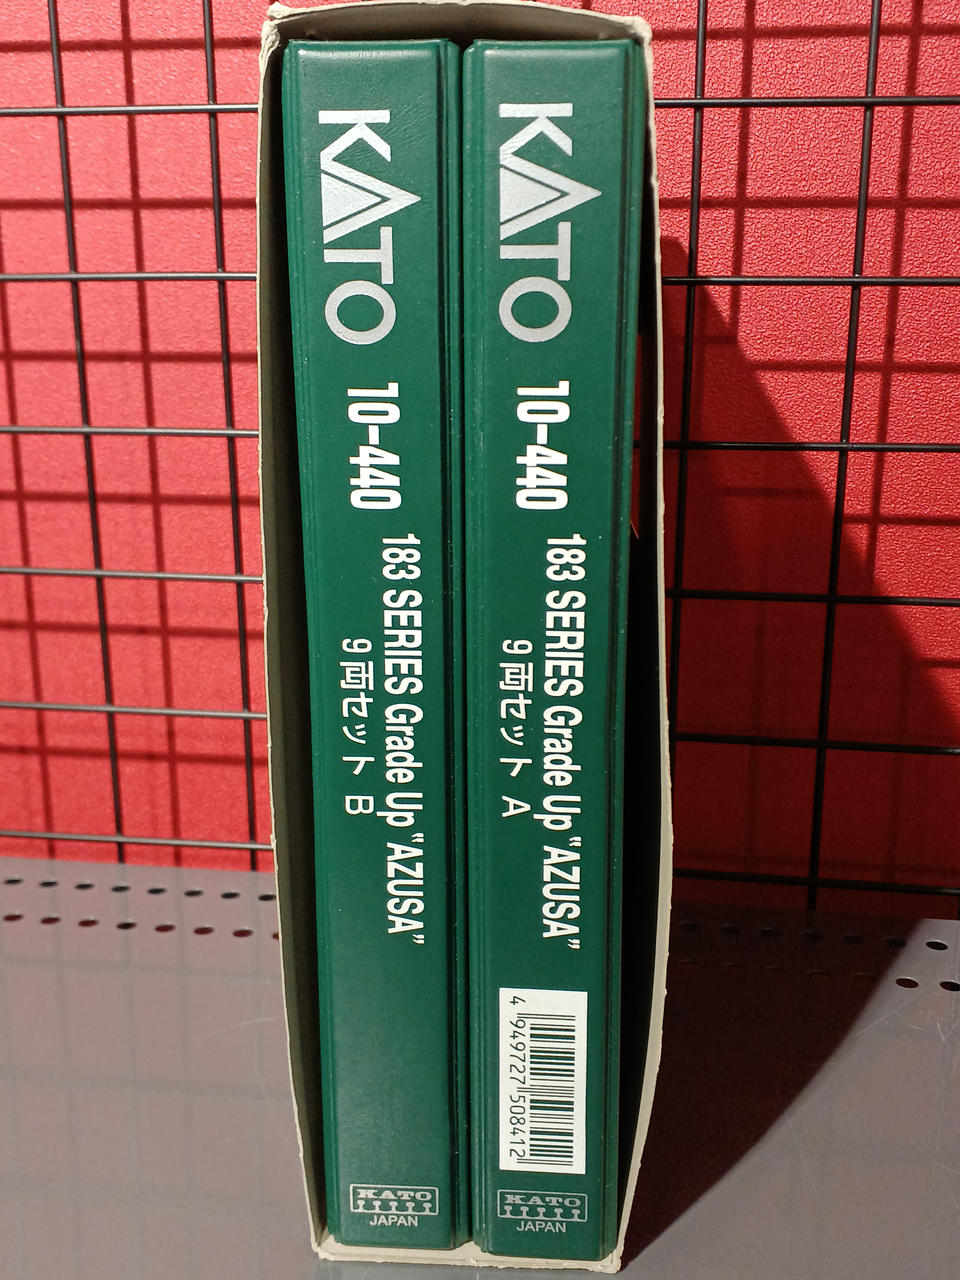 KATO
10-440
183 SERIES Grade Up "AZUSA"
9両セット B
KATO
JAPAN
KATO
10-440
183 SERIES Grade Up "AZUSA"
9両セット A
4 949727 508412
KATO
JAPAN